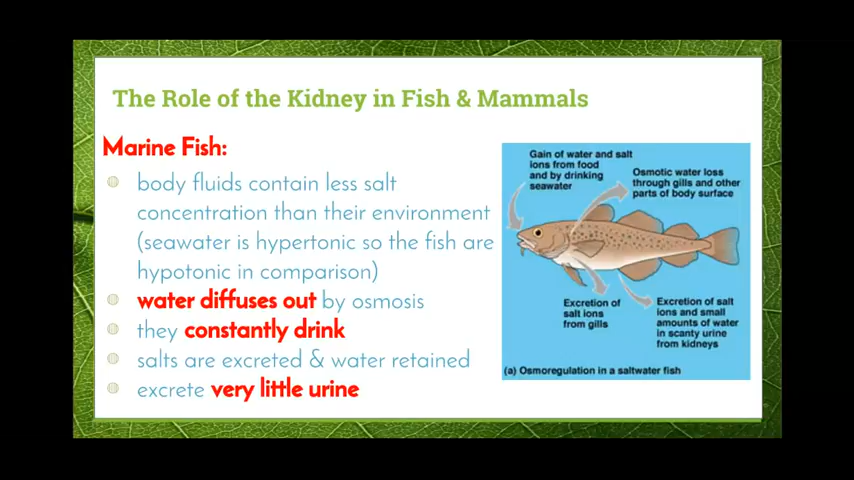 The Role of the Kidney in Fish & Mammals
Marine Fish:
body fluids contain less salt
concentration than their environment
(seawater is hypertonic so the fish are
hypotonic in comparison)
water diffuses out by osmosis
they constantly drink
salts are excreted & water retained
excrete very little urine
Gain of water and salt
ions from food
and by drinking
seawater
Osmotic water loss
through gills and other
parts of body surface
Excretion of
salt ions
from gills
Excretion of salt
ions and small
amounts of water
in scanty urine
from kidneys
(a) Osmoregulation in a saltwater fish